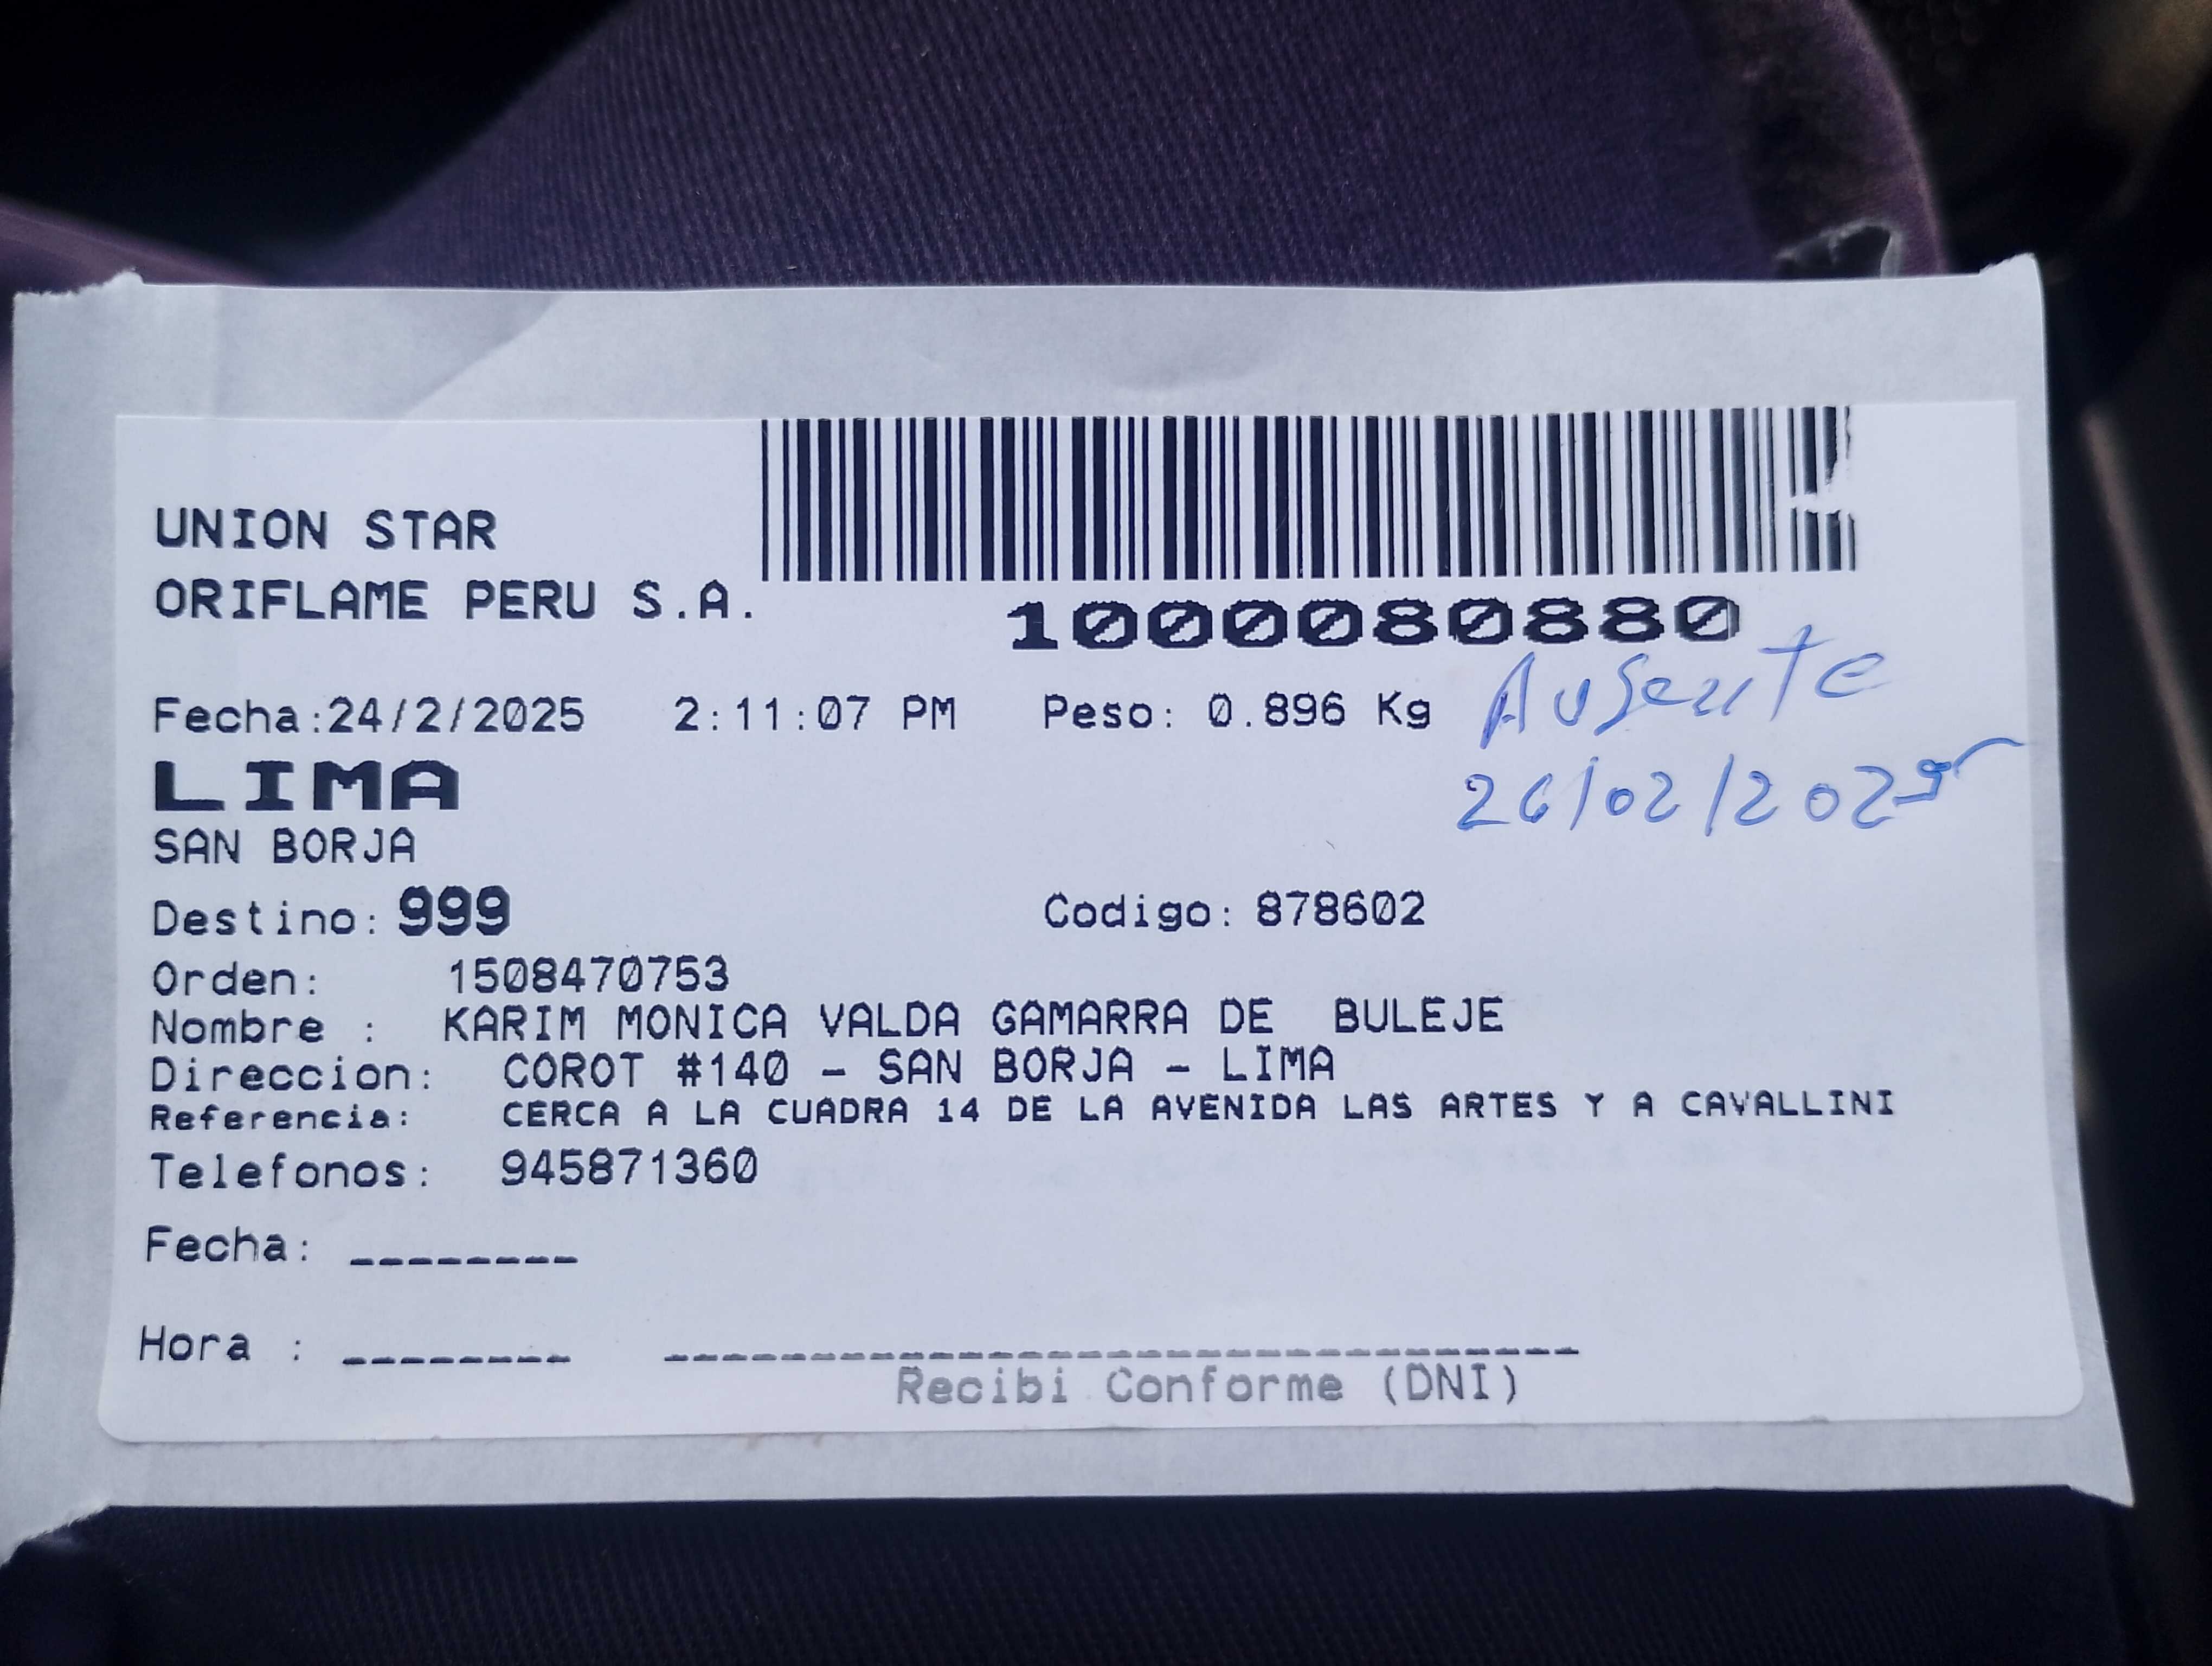 UNION STAR
ORIFLAME PERU S.A.
1000080880
Ausente
Fecha:24/2/2025 2:11:07 PM Peso: 0.896 Kg
26/02/2025
LIMA
SAN BORJA
Destino: 999 Codigo: 878602
Orden: 1508470753
Nombre : KARIM MONICA VALDA GAMARRA DE BULEJE
Direccion: COROT #140 - SAN BORJA - LIMA
Referencia: CERCA A LA CUADRA 14 DE LA AVENIDA LAS ARTES Y A CAVALLINI
Telefonos: 945871360
Fecha: ________
Hora : ________ ________________________________
Recibi Conforme (DNI)